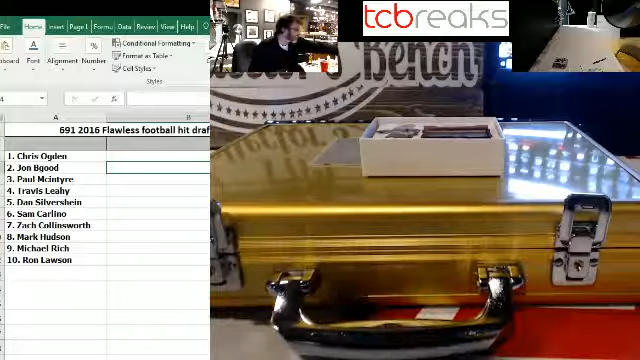 Home Insert Page l Formu Data Review View
Font Alignment Number
Conditional Formatting
Format as Table
Cell Styles
Styles
A B
691 2016 Flawless football hit draf
1. Chris Ogden
2. Jon Bgood
3. Paul Mcintyre
4. Travis Leahy
5. Dan Silvershein
6. Sam Carlino
7. Zach Collinsworth
8. Mark Hudson
9. Michael Rich
10. Ron Lawson
tcbreaks
Bench